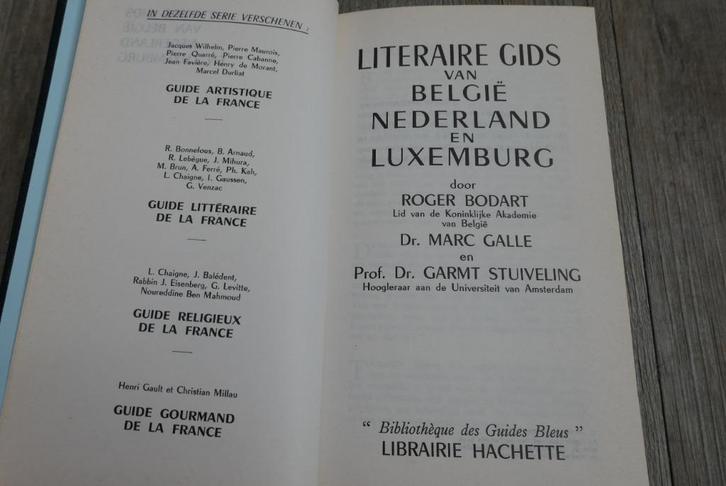 IN DEZELFDE SERIE VERSCHENEN :
Jacques Wilhelm, Pierre Maurois,
Pierre Quarré, Pierre Cabanne,
Jean Favière, Henry de Morant,
Marcel Durliat
GUIDE ARTISTIQUE
DE LA FRANCE
R. Bonnefous, B. Arnaud,
R. Lebègue, J. Mihura,
M. Brun, A. Ferré, Ph. Keh,
L. Chaigne, I. Gaussen,
G. Venzac
GUIDE LITTÉRAIRE
DE LA FRANCE
L. Chaigne, J. Balédent,
Rabbin J. Eisenberg, G. Levitte,
Noureddine Ben Mahmoud
GUIDE RELIGIEUX
DE LA FRANCE
Henri Gault et Christian Millau
GUIDE GOURMAND
DE LA FRANCE
LITERAIRE GIDS
VAN
BELGIË
NEDERLAND
EN
LUXEMBURG
door
ROGER BODART
Lid van de Koninklijke Akademie
van België
Dr. MARC GALLE
en
Prof. Dr. GARMT STUIVELING
Hoogleraar aan de Universiteit van Amsterdam
" Bibliothèque des Guides Bleus "
LIBRAIRIE HACHETTE